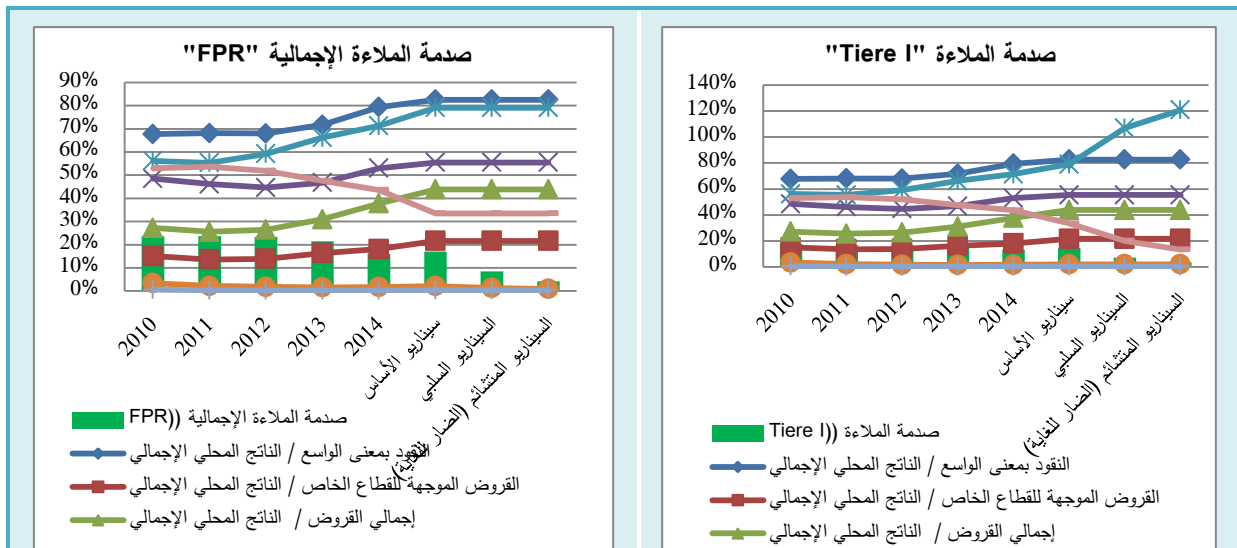 صدمة الملاءة الإجمالية "FPR"
90%
80%
70%
60%
50%
40%
30%
20%
10%
0%
2010
2011
2012
2013
2014
سيناريو الأساس
السيناريو السلبي
السيناريو المتشائم (الضار للغاية)
صدمة الملاءة الإجمالية ((FPR
النقود بمعنى الواسع / الناتج المحلي الإجمالي
القروض الموجهة للقطاع الخاص / الناتج المحلي الإجمالي
إجمالي القروض / الناتج المحلي الإجمالي
صدمة الملاءة "Tiere I"
140%
120%
100%
80%
60%
40%
20%
0%
2010
2011
2012
2013
2014
سيناريو الأساس
السيناريو السلبي
السيناريو المتشائم (الضار للغاية)
صدمة الملاءة ((Tiere I
النقود بمعنى الواسع / الناتج المحلي الإجمالي
القروض الموجهة للقطاع الخاص / الناتج المحلي الإجمالي
إجمالي القروض / الناتج المحلي الإجمالي